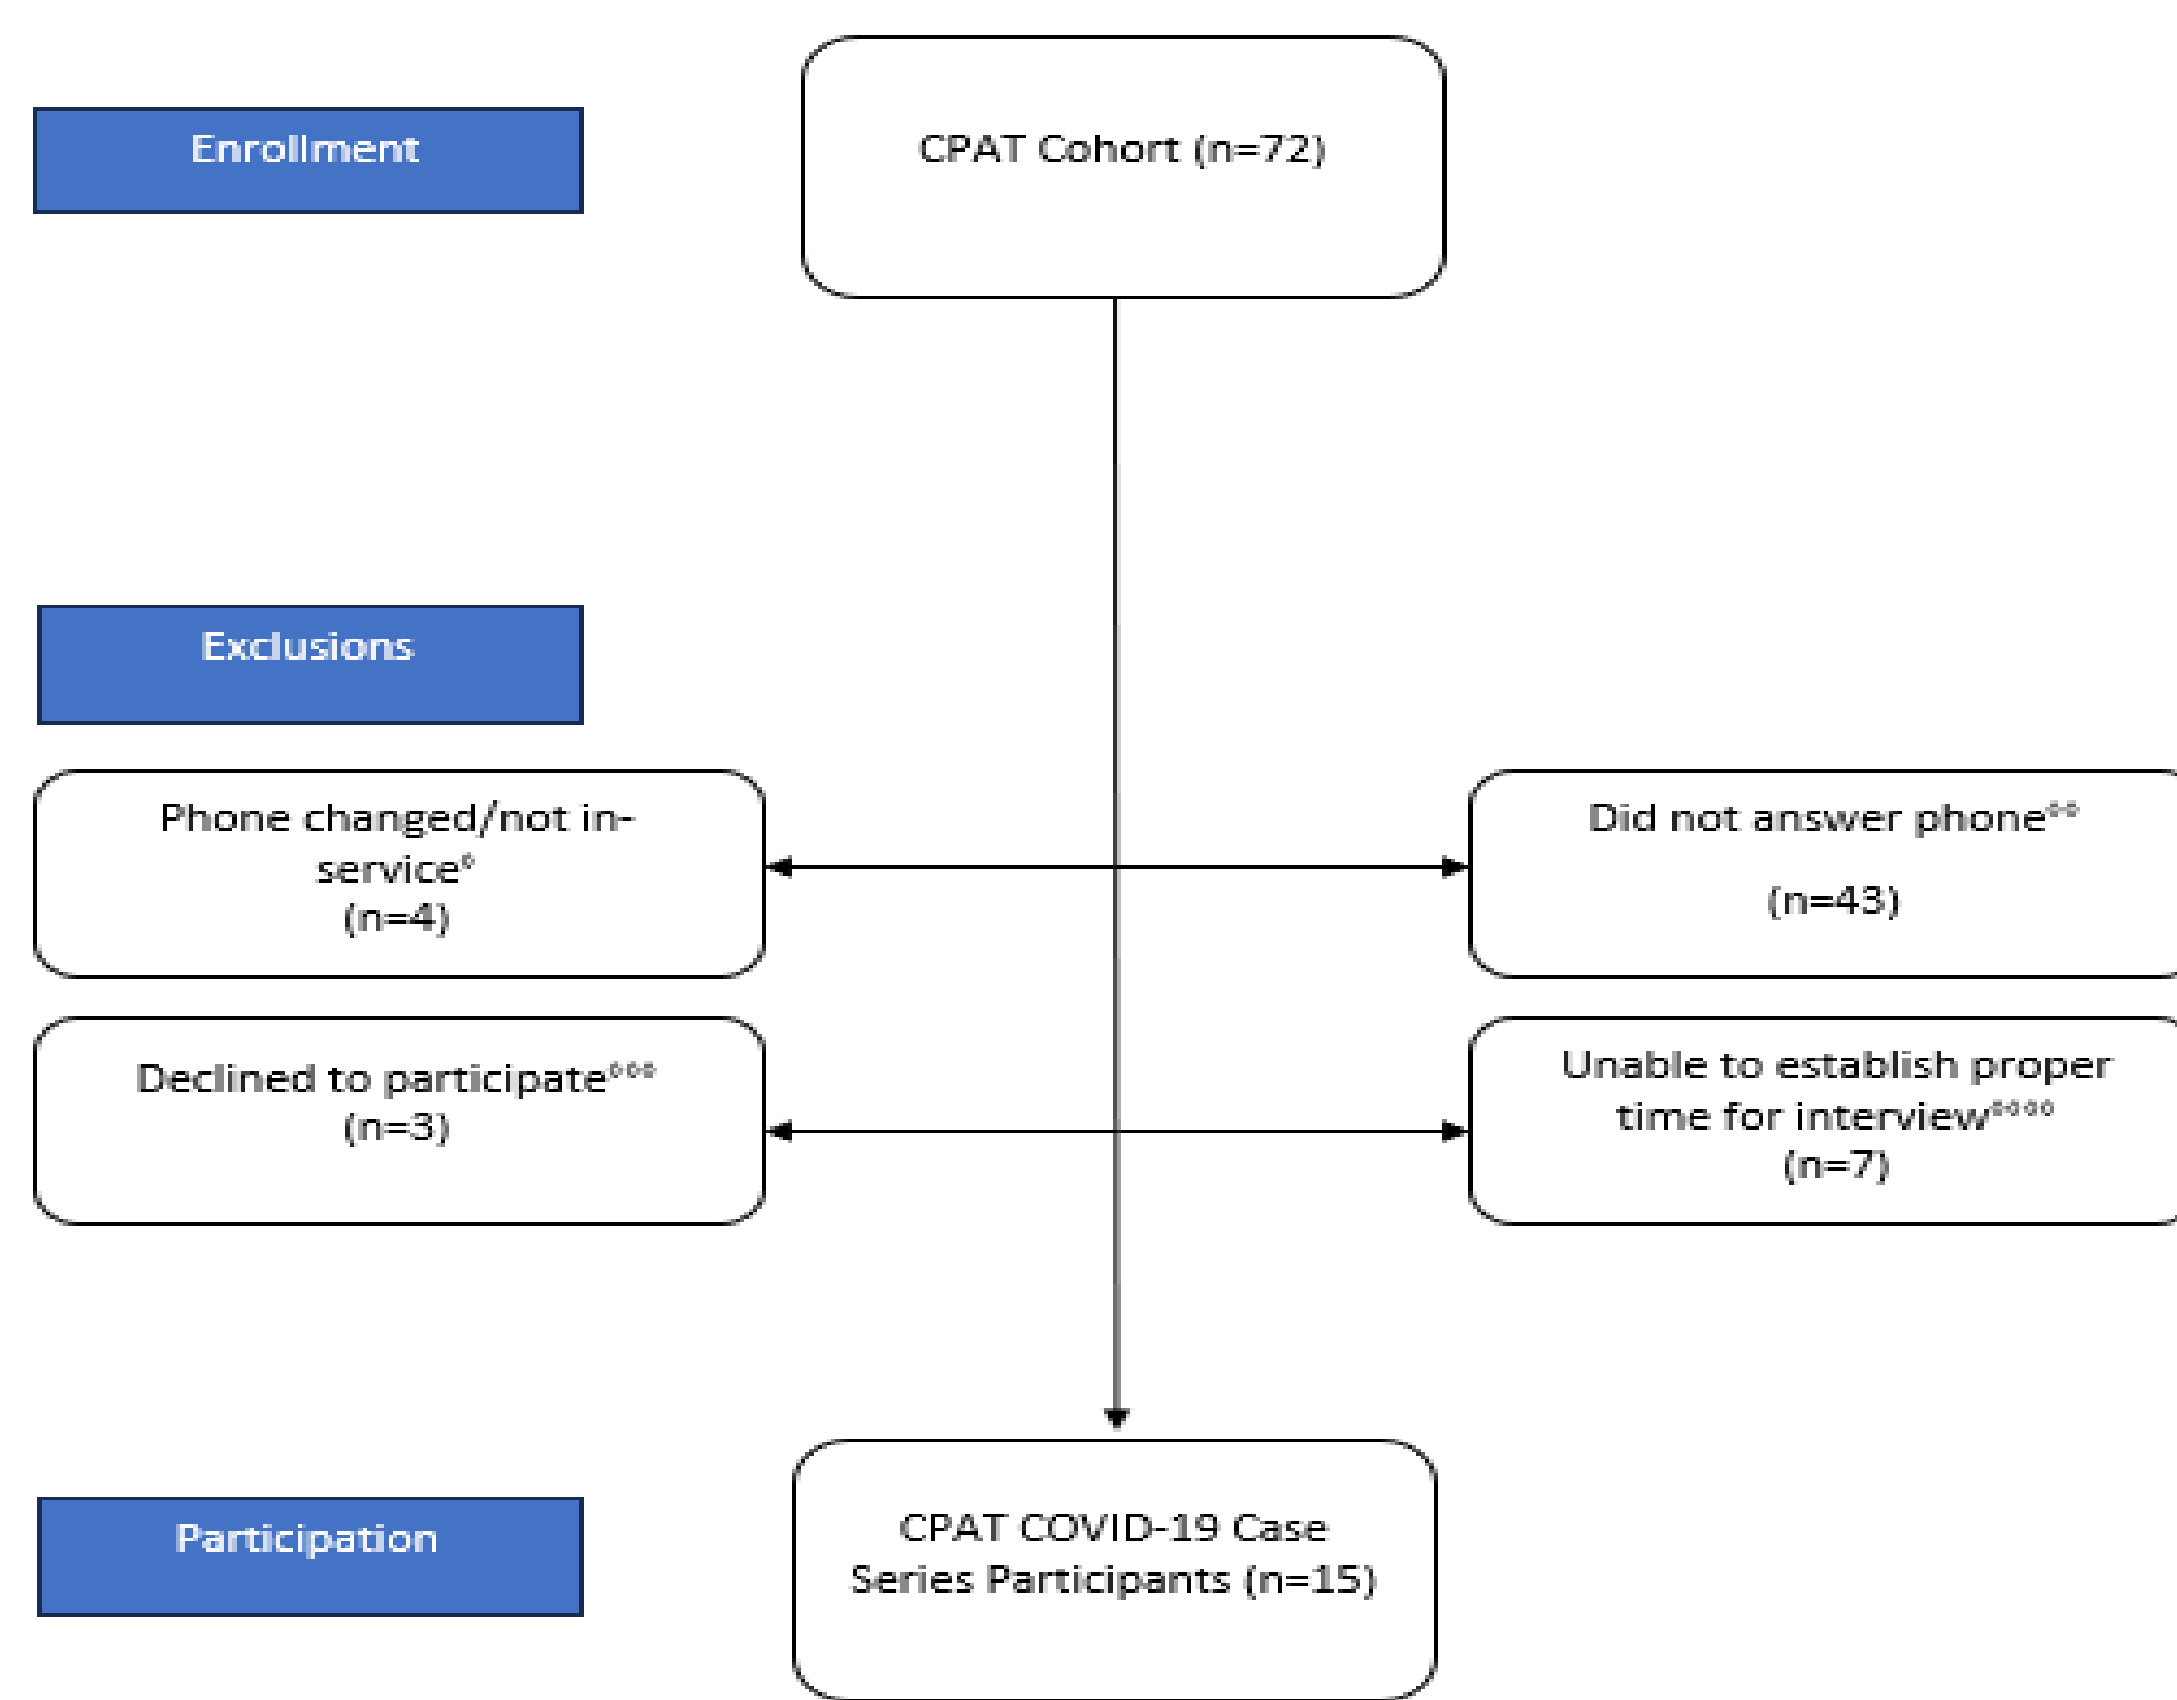 Enrollment
CPAT Cohort (n=72)
Exclusions
Phone changed/not in-
service°
(n=4)
Did not answer phone°°
(n=43)
Declined to participate°°°
(n=3)
Unable to establish proper
time for interview°°°°
(n=7)
Participation
CPAT COVID-19 Case
Series Participants (n=15)